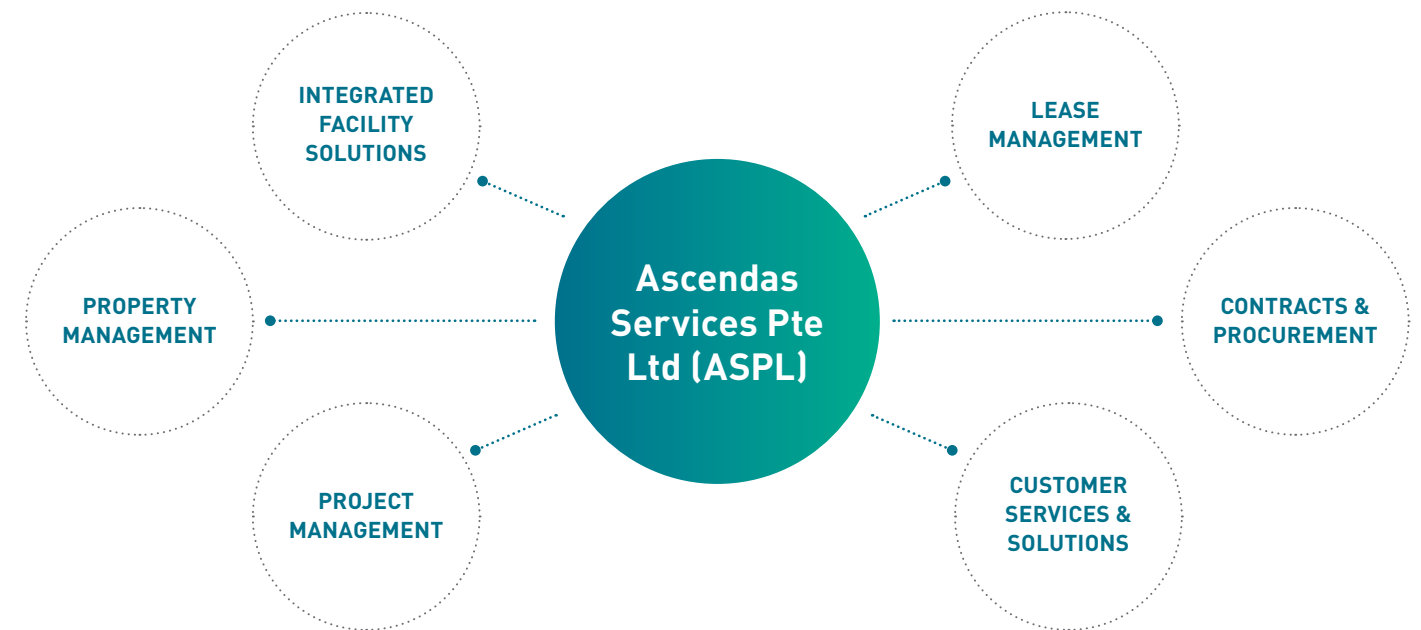 INTEGRATED
FACILITY
SOLUTIONS
LEASE
MANAGEMENT
PROPERTY
MANAGEMENT
Ascendas
Services Pte
Ltd (ASPL)
CONTRACTS &
PROCUREMENT
PROJECT
MANAGEMENT
CUSTOMER
SERVICES &
SOLUTIONS